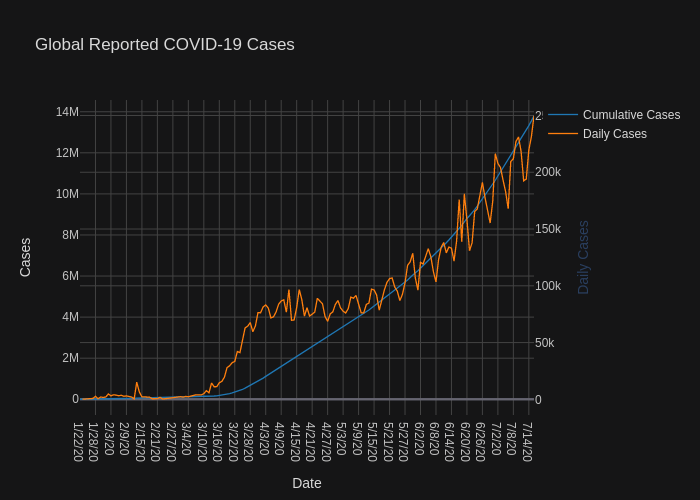 Global Reported COVID-19 Cases
14M
12M
10M
8M
6M
4M
2M
0
Cases
200k
150k
100k
50k
0
Daily Cases
Cumulative Cases
Daily Cases
1/22/20
1/28/20
2/3/20
2/9/20
2/15/20
2/21/20
2/27/20
3/4/20
3/10/20
3/16/20
3/22/20
3/28/20
4/3/20
4/9/20
4/15/20
4/21/20
4/27/20
5/3/20
5/9/20
5/15/20
5/21/20
5/27/20
6/2/20
6/8/20
6/14/20
6/20/20
6/26/20
7/2/20
7/8/20
7/14/20
Date